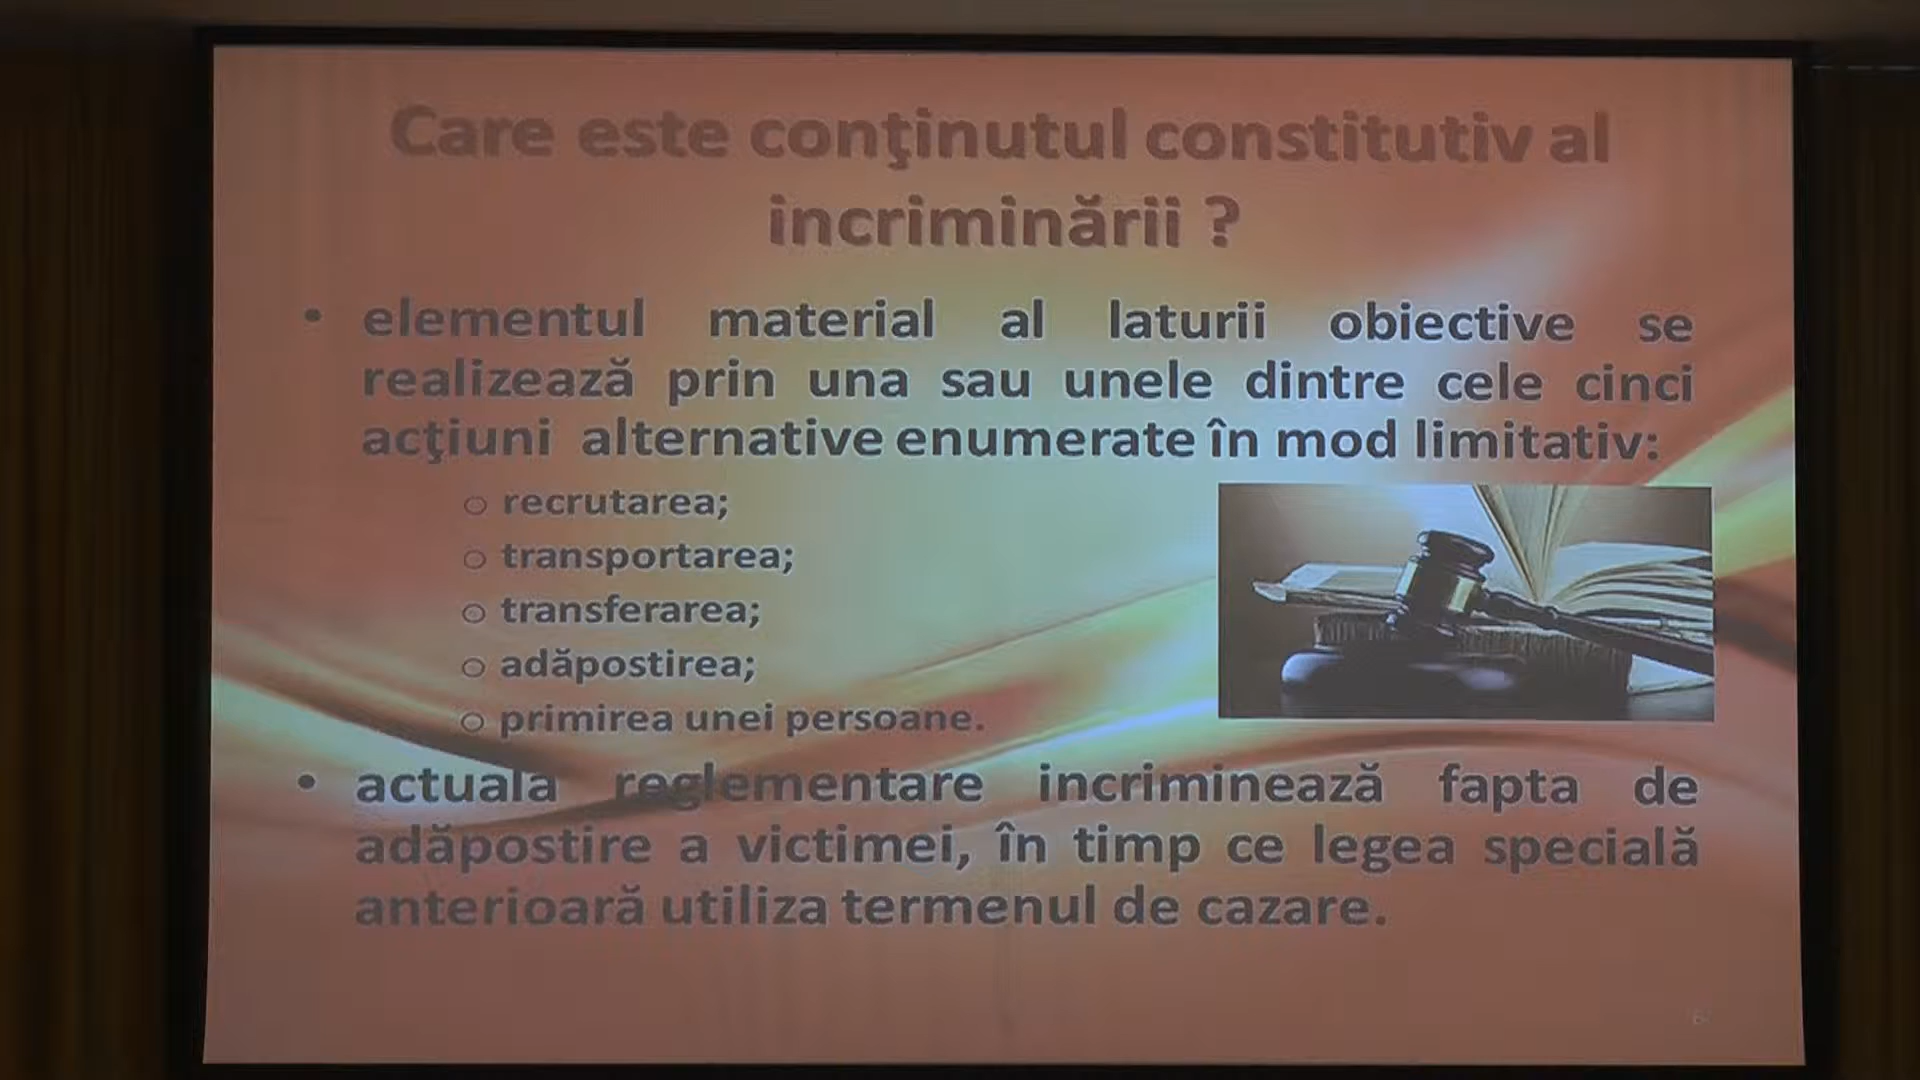 Care este conţinutul constitutiv al
incriminării ?
• elementul material al laturii obiective se
realizează prin una sau unele dintre cele cinci
acţiuni alternative enumerate în mod limitativ:
o recrutarea;
o transportarea;
o transferarea;
o adăpostirea;
o primirea unei persoane.
• actuala reglementare incriminează fapta de
adăpostire a victimei, în timp ce legea specială
anterioară utiliza termenul de cazare.